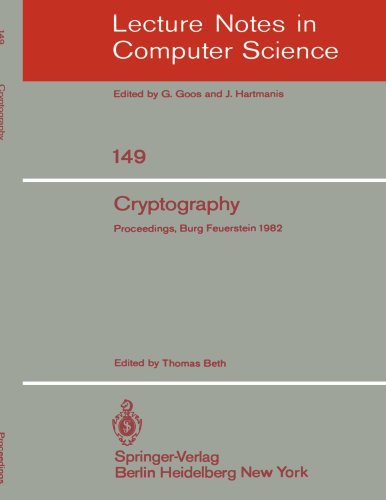 149
Cryptography
Proceedings
Lecture Notes in
Computer Science
Edited by G. Goos and J. Hartmanis
149
Cryptography
Proceedings, Burg Feuerstein 1982
Edited by Thomas Beth
Springer-Verlag
Berlin Heidelberg New York